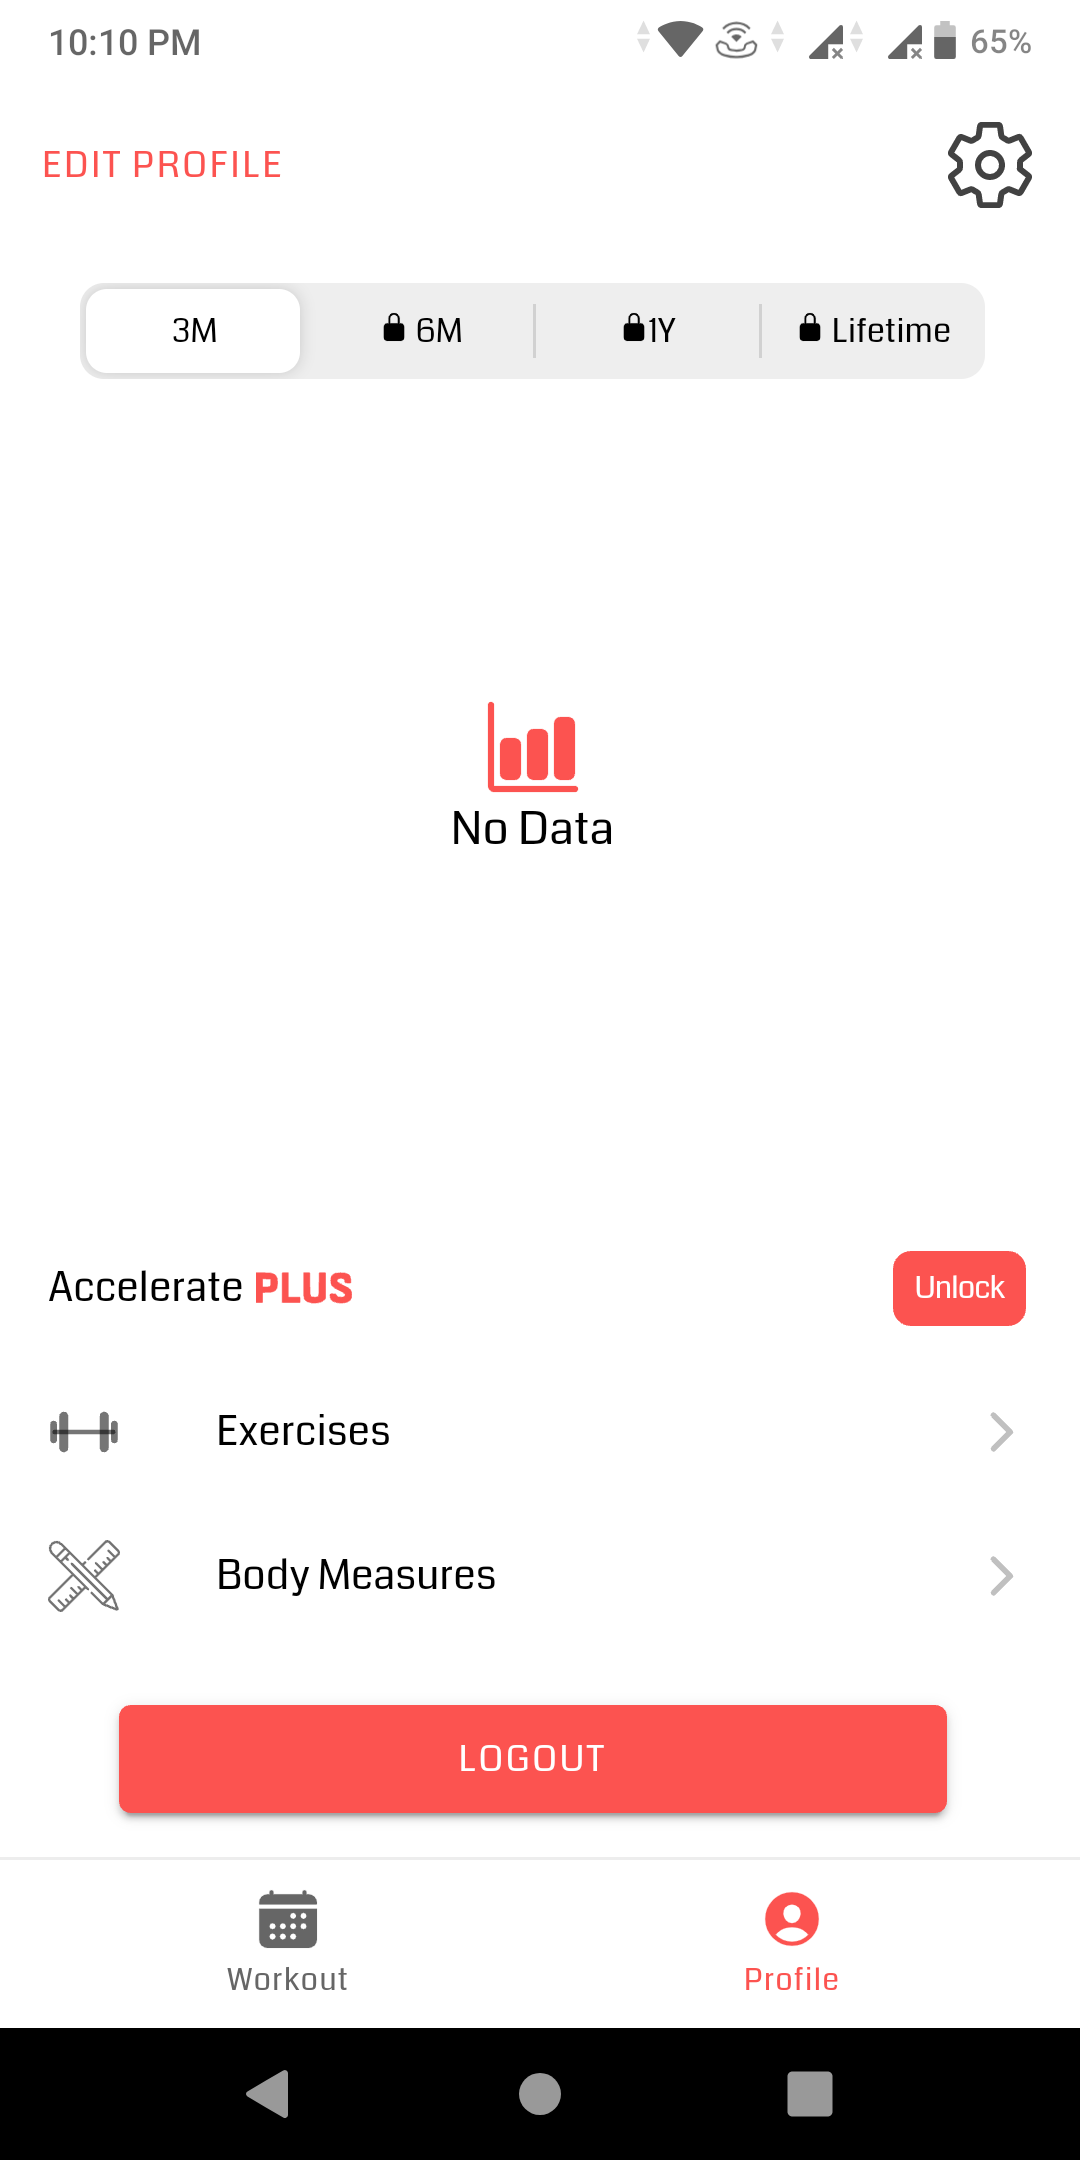 10:10 PM 65%
EDIT PROFILE
3M 6M 1Y Lifetime
No Data
Accelerate PLUS Unlock
Exercises
Body Measures
LOGOUT
Workout Profile